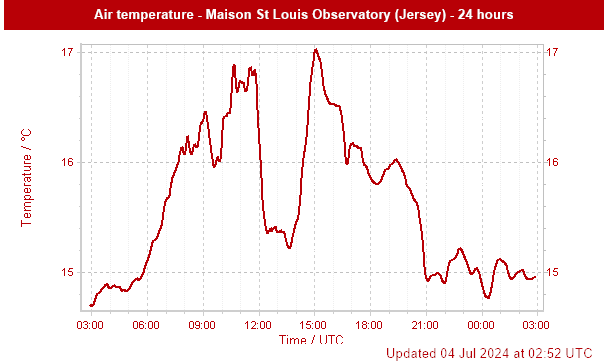 Air temperature - Maison St Louis Observatory (Jersey) - 24 hours
17 17
Temperature / °C
16 16
15 15
03:00 06:00 09:00 12:00 15:00 18:00 21:00 00:00 03:00
Time / UTC
Updated 04 Jul 2024 at 02:52 UTC